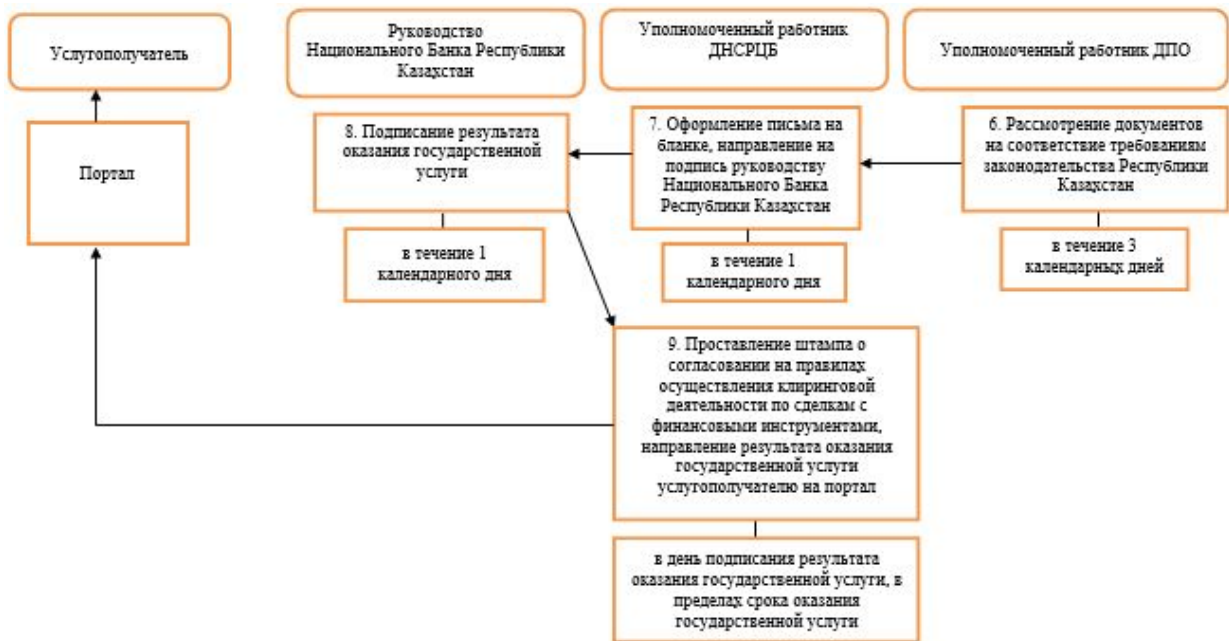 Услугополучатель
Руководство
Национального Банка Республики
Казахстан
Уполномоченный работник
ДНСРЦБ
Уполномоченный работник ДПО
Портал
8. Подписание результата
оказания государственной
услуги
7. Оформление письма на
бланке, направление на
подпись руководству
Национального Банка
Республики Казахстан
6. Рассмотрение документов
на соответствие требованиям
законодательства Республики
Казахстан
в течение 1
календарного дня
в течение 1
календарного дня
в течение 3
календарных дней
9. Проставление штампа о
согласовании на правилах
осуществления клиринговой
деятельности по сделкам с
финансовыми инструментами,
направление результата оказания
государственной услуги
услугополучателю на портал
в день подписания результата
оказания государственной услуги, в
пределах срока оказания
государственной услуги